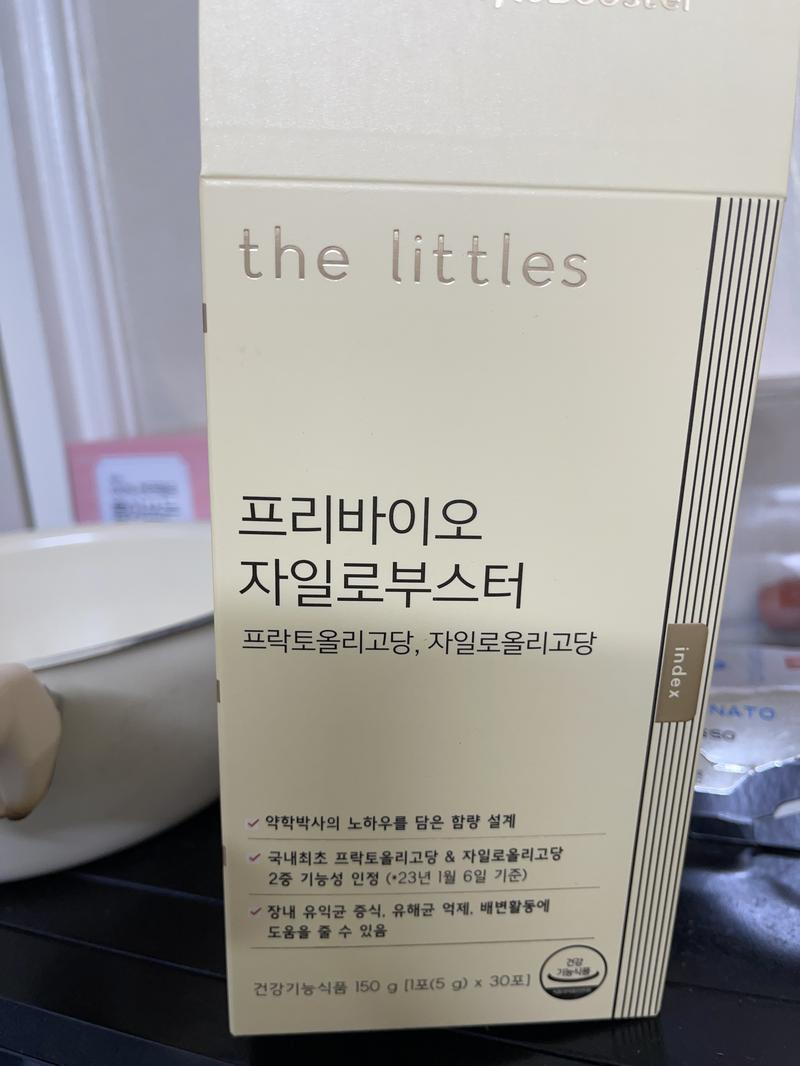 the littles
프리바이오
자일로부스터
프락토올리고당, 자일로올리고당
index
NATO
약학박사의 노하우를 담은 함량 설계
국내최초 프락토올리고당 & 자일로올리고당
2중 기능성 인정 (*23년 1월 6일 기준)
장내 유익균 증식, 유해균 억제, 배변활동에
도움을 줄 수 있음
건강기능식품 150 g [1포(5 g) x 30포]
건강
기능식품